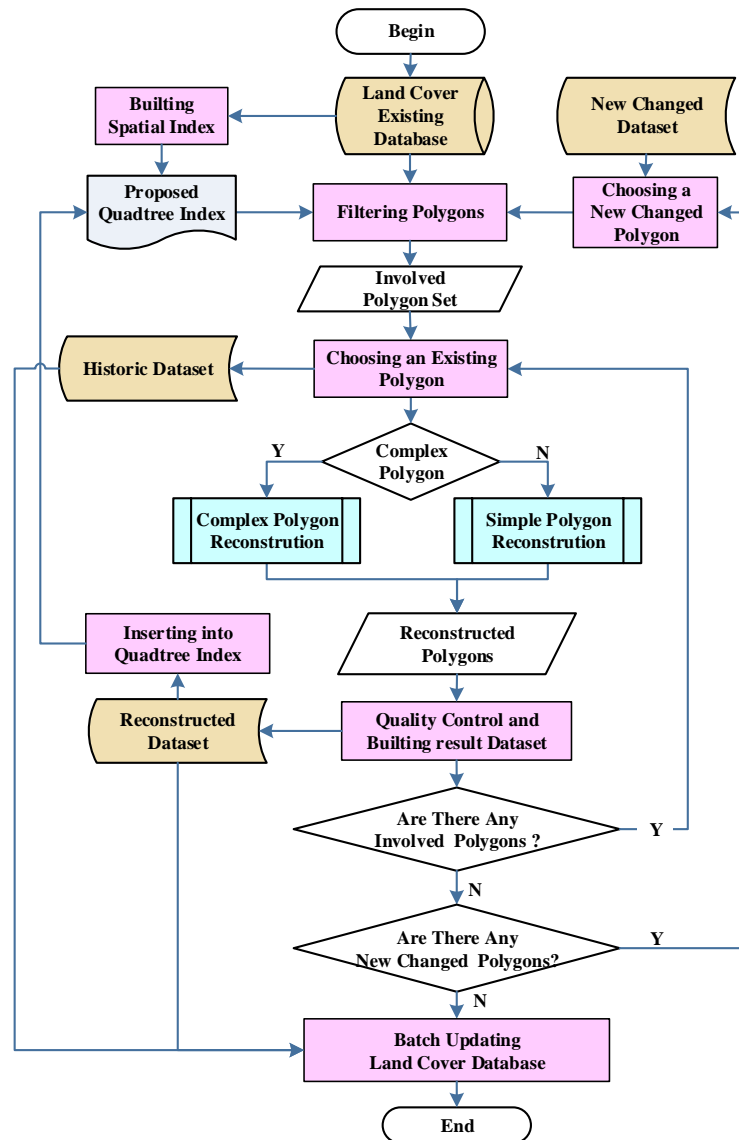 Begin
Land Cover
Existing
Database
Builting
Spatial Index
New Changed
Dataset
Proposed
Quadtree Index
Filtering Polygons
Choosing a
New Changed
Polygon
Involved
Polygon Set
Historic Dataset
Choosing an Existing
Polygon
Y
Complex
Polygon
N
Complex Polygon
Reconstrution
Simple Polygon
Reconstrution
Inserting into
Quadtree Index
Reconstructed
Polygons
Reconstructed
Dataset
Quality Control and
Builting result Dataset
Are There Any
Involved Polygons ?
Y
N
Are There Any
New Changed Polygons?
Y
N
Batch Updating
Land Cover Database
End